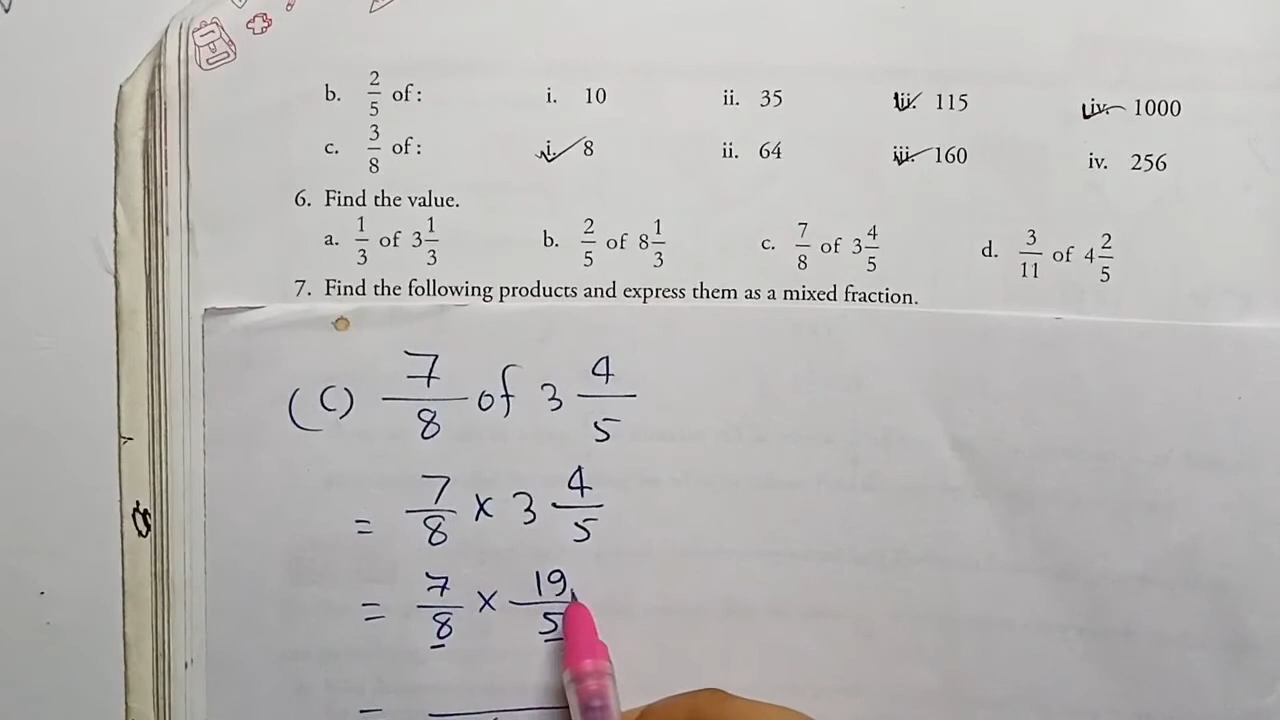 b. 2/5 of: i. 10 ii. 35 iii. 115 iv. 1000
c. 3/8 of: i. 8 ii. 64 iii. 160 iv. 256
6. Find the value.
a. 1/3 of 3 1/3 b. 2/5 of 8 1/3 c. 7/8 of 3 4/5 d. 3/11 of 4 2/5
7. Find the following products and express them as a mixed fraction.
(C) 7/8 of 3 4/5
= 7/8 × 3 4/5
= 7/8 × 19/5
=